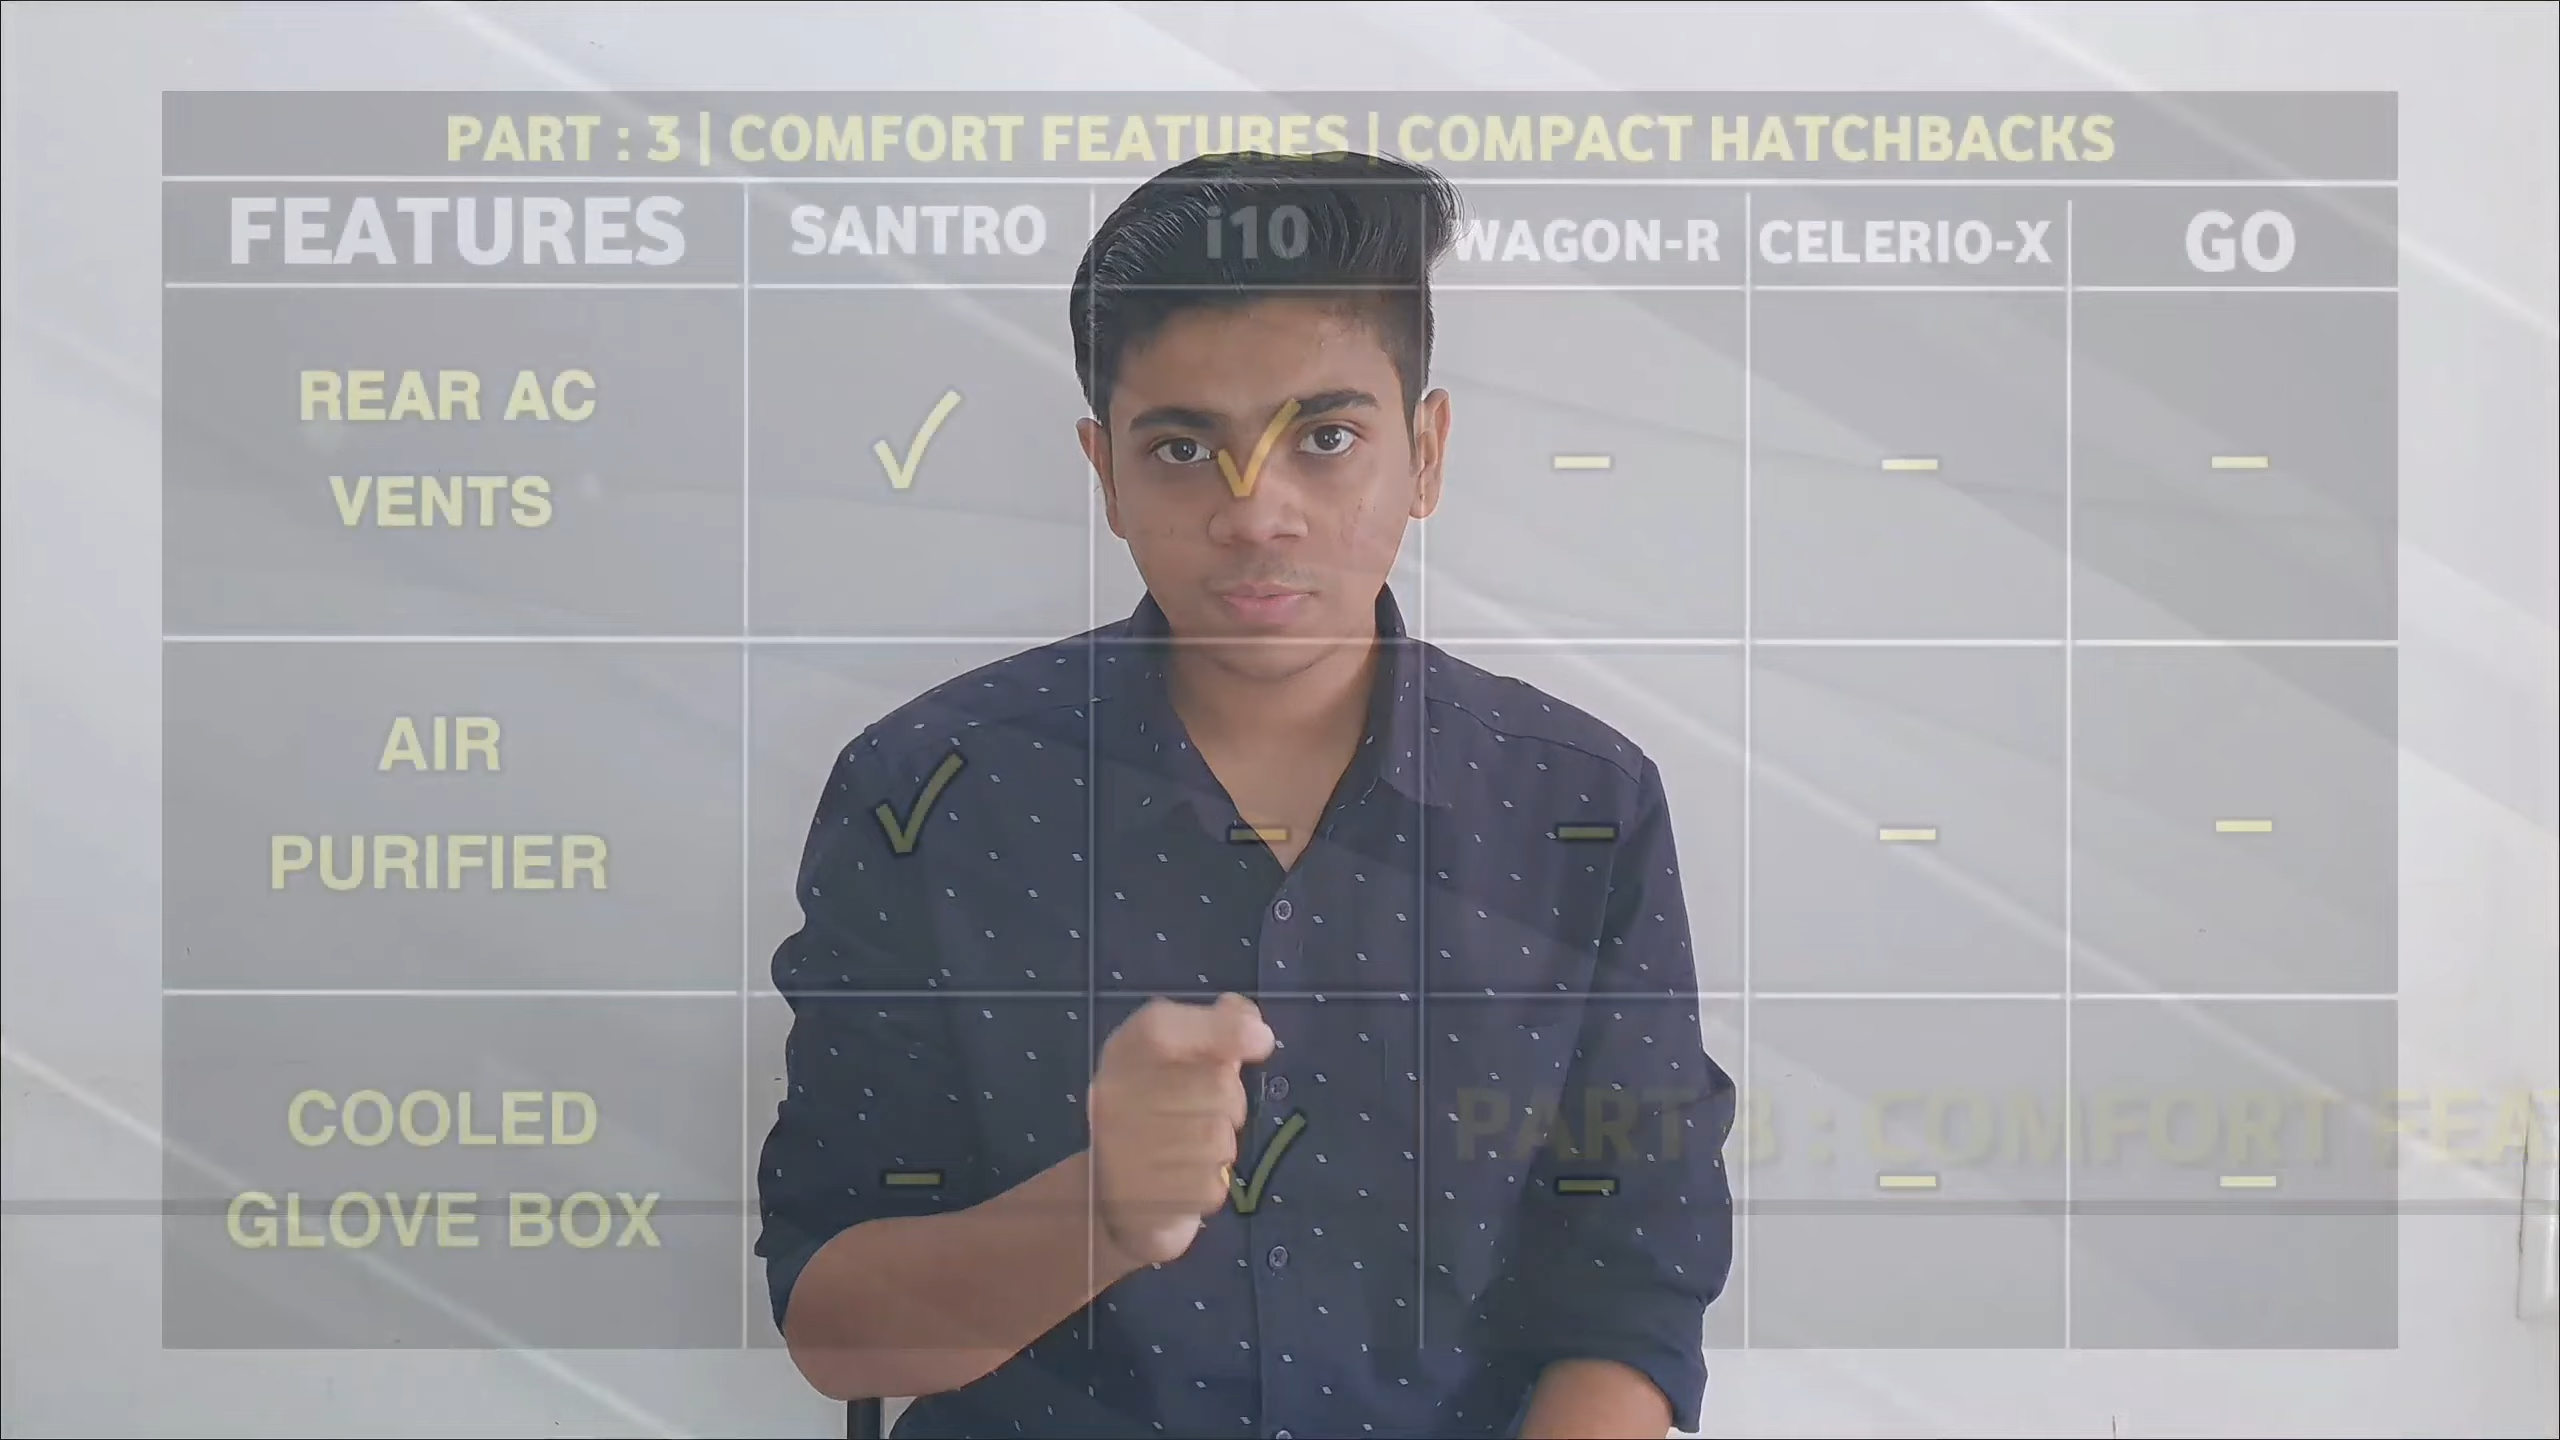 PART : 3 | COMFORT FEATURES | COMPACT HATCHBACKS
FEATURES SANTRO i10 WAGON-R CELERIO-X GO
REAR AC
VENTS
✓ ✓ – – –
AIR
PURIFIER
✓ – – – –
COOLED
GLOVE BOX
– ✓ – – –
PART 3 : COMFORT FEA